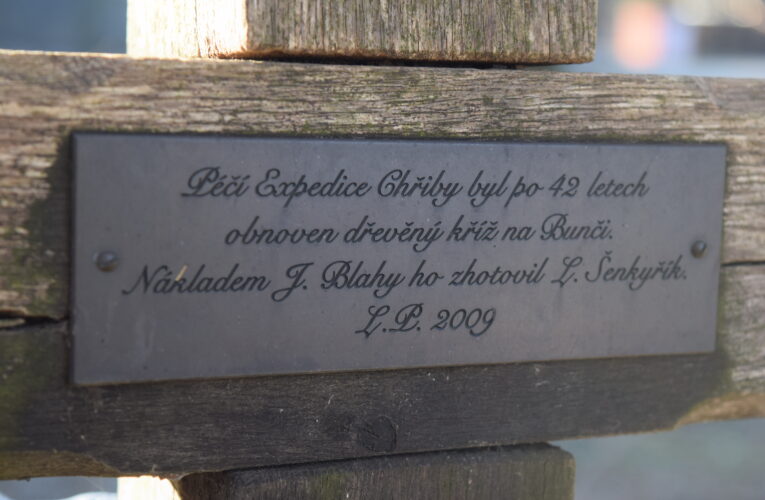 Péčí Expedice Chřiby byl po 42 letech
obnoven dřevěný kříž na Bunči.
Nákladem J. Blahy ho zhotovil L. Šenkyřík.
L.P. 2009